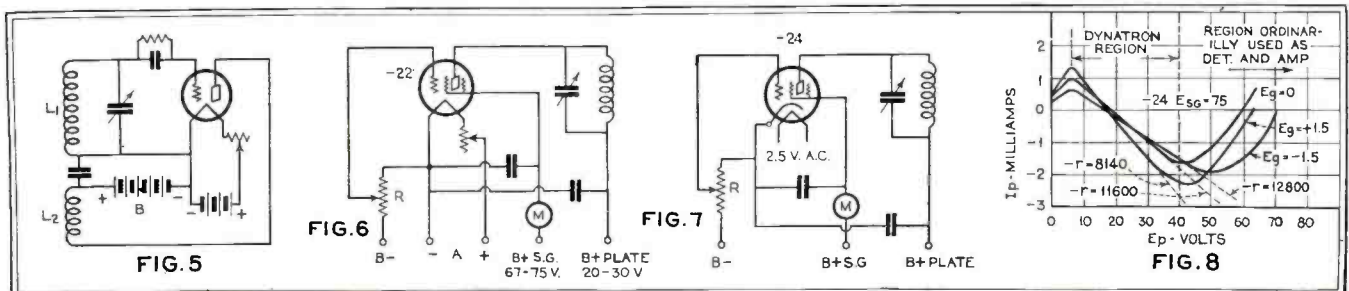 L1
L2
+
B
-
-
+
FIG.5
-22
R
B-
- A +
B+ S.G.
67-75 V.
M
B+ PLATE
20-30 V
FIG.6
-24
2.5 V. A.C.
R
M
B-
B+S.G
B+ PLATE
FIG.7
DYNATRON
REGION
REGION ORDINAR-
ILLY USED AS
DET. AND AMP
-24 ESG=75
Eg=0
Eg=+1.5
Eg=-1.5
-r=8140
-r=11600
-r=12800
Ip-MILLIAMPS
2
1
0
-1
-2
-3
0 10 20 30 40 50 60 70 80
Ep-VOLTS
FIG.8